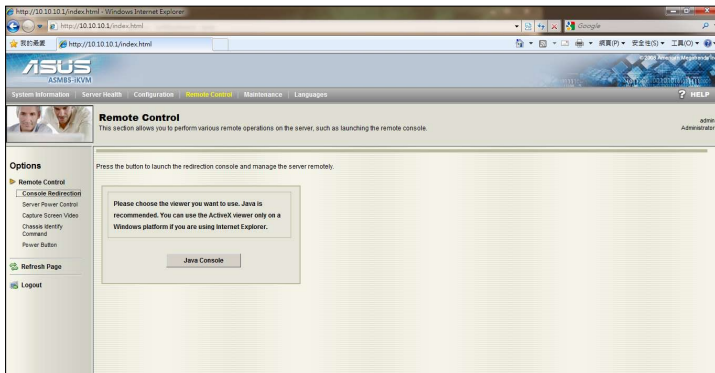 http://10.10.10.1/index.html - Windows Internet Explorer
http://10.10.10.1/index.html
Google
我的最愛
http://10.10.10.1/index.html
網頁(P)
安全性(S)
工具(O)
ASUS
ASMB5-iKVM
System Information
Server Health
Configuration
Remote Control
Maintenance
Languages
HELP
Remote Control
This section allows you to perform various remote operations on the server, such as launching the remote console.
admin
Administrator
Options
Remote Control
Console Redirection
Server Power Control
Capture Screen Video
Chassis Identify
Command
Power Button
Refresh Page
Logout
Press the button to launch the redirection console and manage the server remotely.
Please choose the viewer you want to use. Java is
recommended. You can use the ActiveX viewer only on a
Windows platform if you are using Internet Explorer.
Java Console